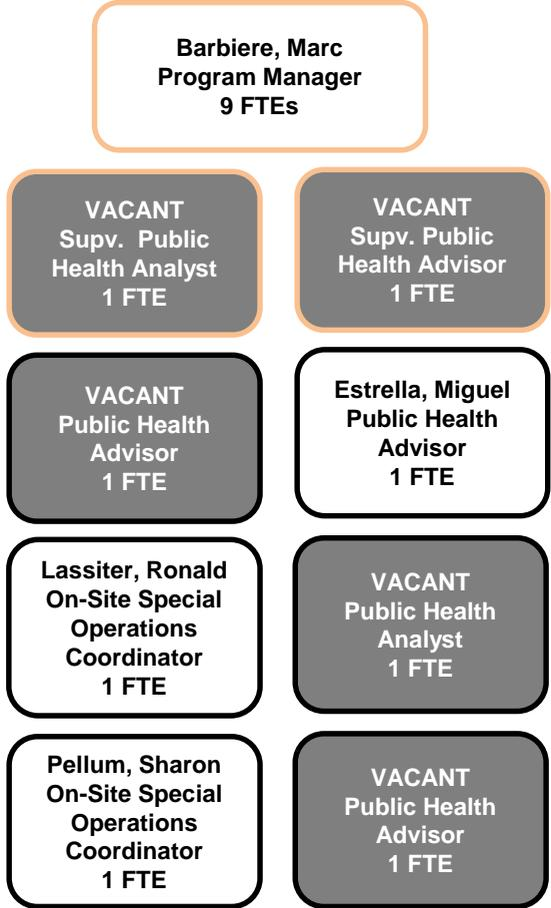 Barbiere, Marc
Program Manager
9 FTEs
VACANT
Supv. Public
Health Analyst
1 FTE
VACANT
Supv. Public
Health Advisor
1 FTE
VACANT
Public Health
Advisor
1 FTE
Estrella, Miguel
Public Health
Advisor
1 FTE
Lassiter, Ronald
On-Site Special
Operations
Coordinator
1 FTE
VACANT
Public Health
Analyst
1 FTE
Pellum, Sharon
On-Site Special
Operations
Coordinator
1 FTE
VACANT
Public Health
Advisor
1 FTE